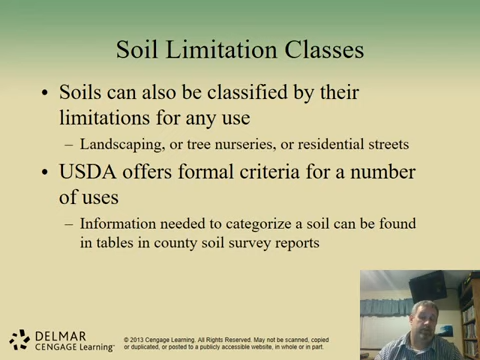 Soil Limitation Classes
• Soils can also be classified by their
limitations for any use
– Landscaping, or tree nurseries, or residential streets
• USDA offers formal criteria for a number
of uses
– Information needed to categorize a soil can be found
in tables in county soil survey reports
DELMAR
CENGAGE Learning™
© 2013 Cengage Learning. All Rights Reserved. May not be scanned, copied
or duplicated, or posted to a publicly accessible website, in whole or in part.